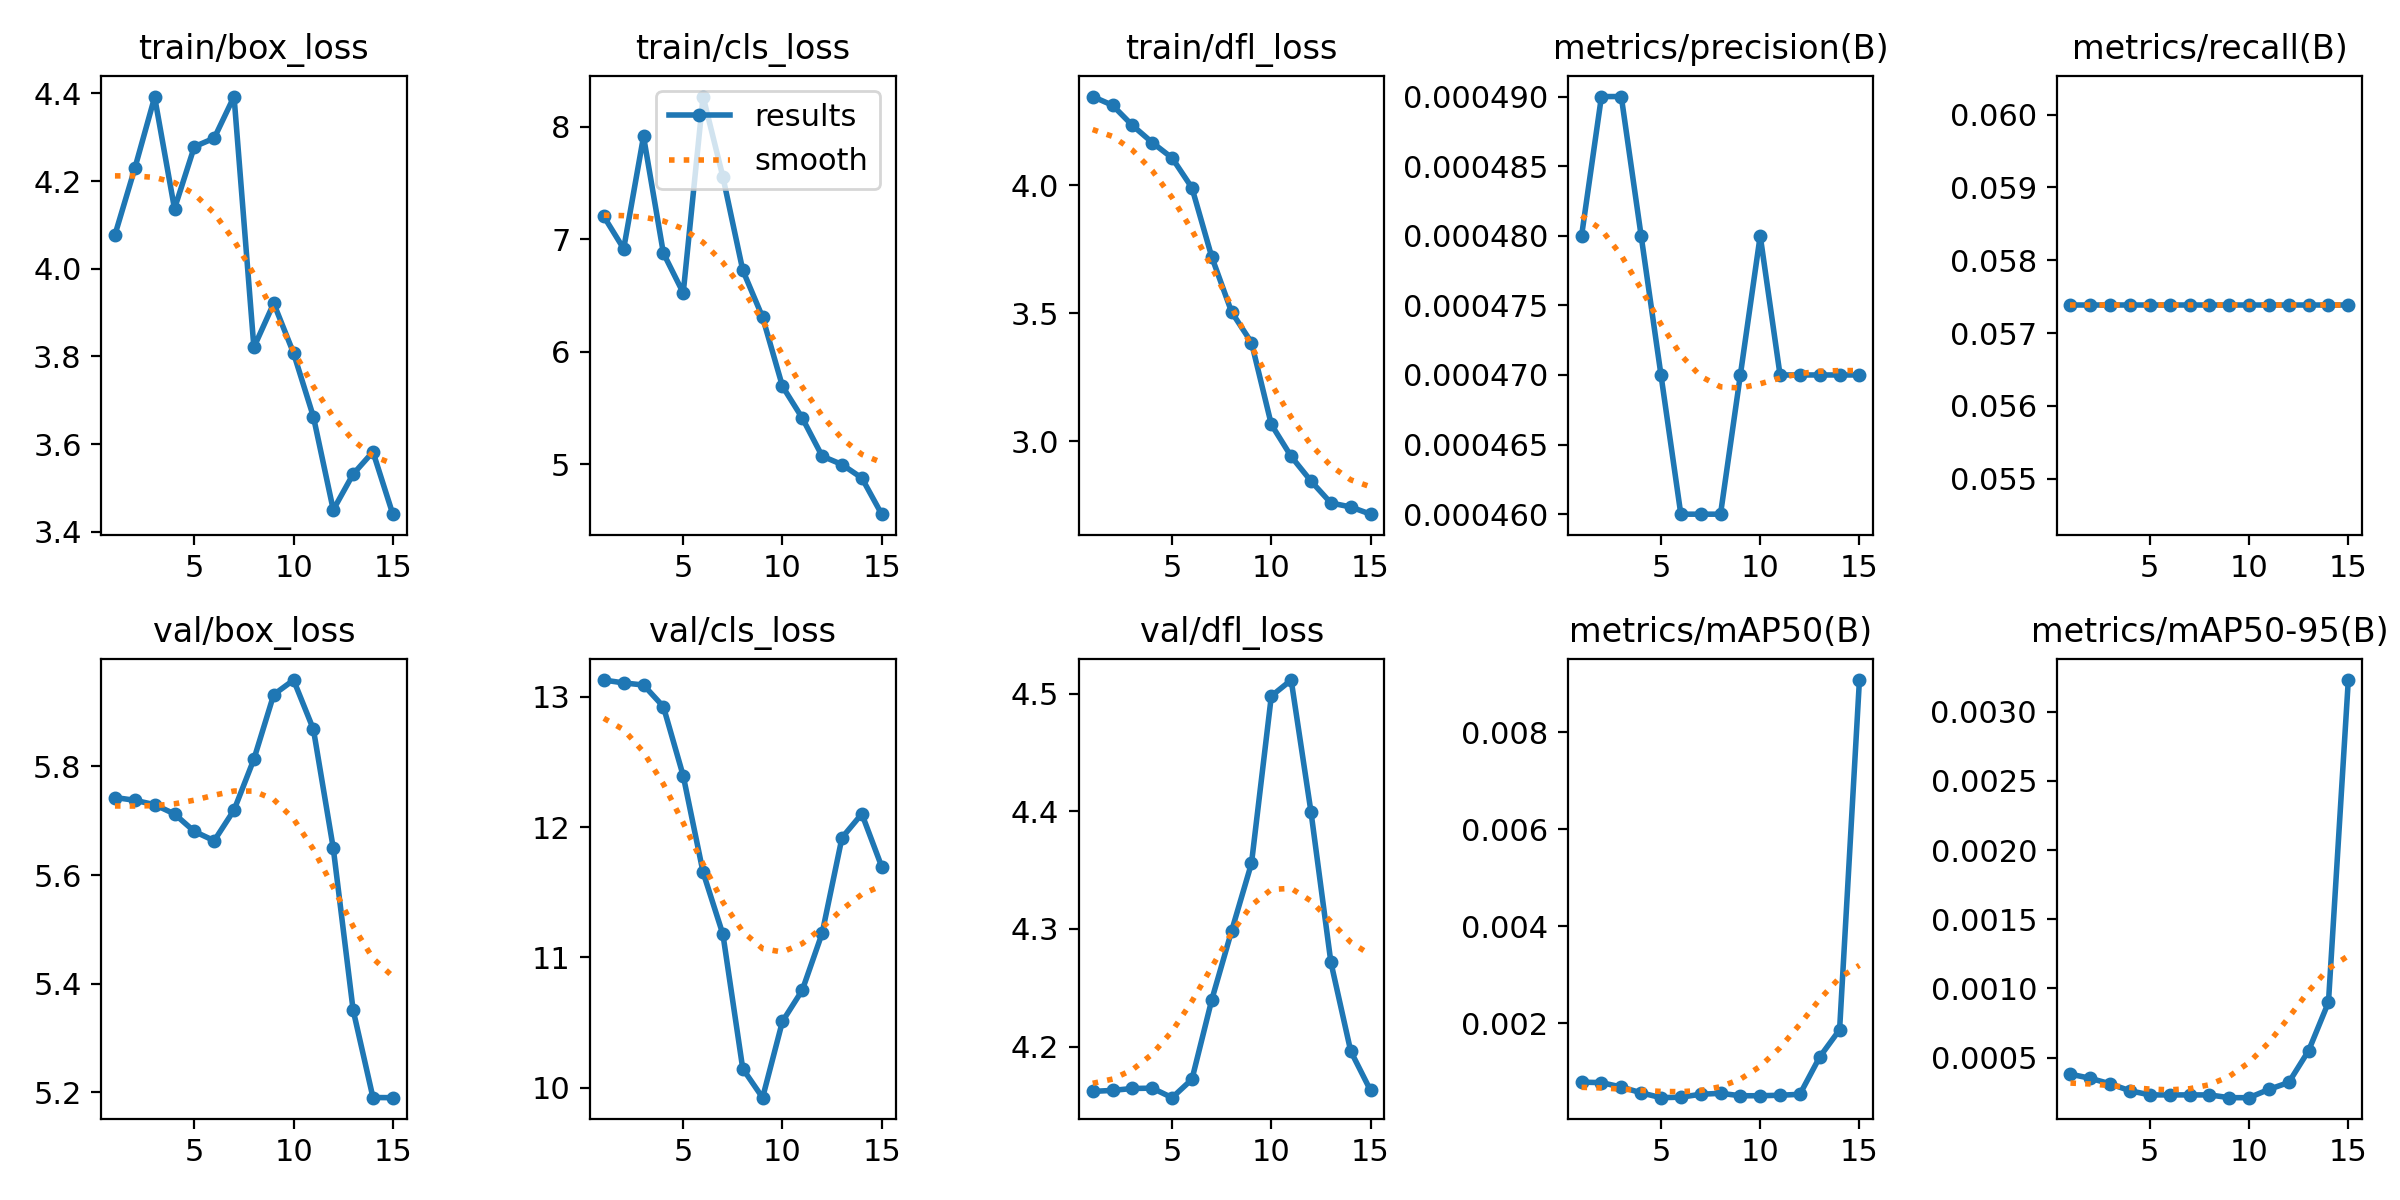 train/box_loss
4.4
4.2
4.0
3.8
3.6
3.4
5 10 15
train/cls_loss
results
smooth
8
7
6
5
5 10 15
train/dfl_loss
4.0
3.5
3.0
5 10 15
metrics/precision(B)
0.000490
0.000485
0.000480
0.000475
0.000470
0.000465
0.000460
5 10 15
metrics/recall(B)
0.060
0.059
0.058
0.057
0.056
0.055
5 10 15
val/box_loss
5.8
5.6
5.4
5.2
5 10 15
val/cls_loss
13
12
11
10
5 10 15
val/dfl_loss
4.5
4.4
4.3
4.2
5 10 15
metrics/mAP50(B)
0.008
0.006
0.004
0.002
5 10 15
metrics/mAP50-95(B)
0.0030
0.0025
0.0020
0.0015
0.0010
0.0005
5 10 15